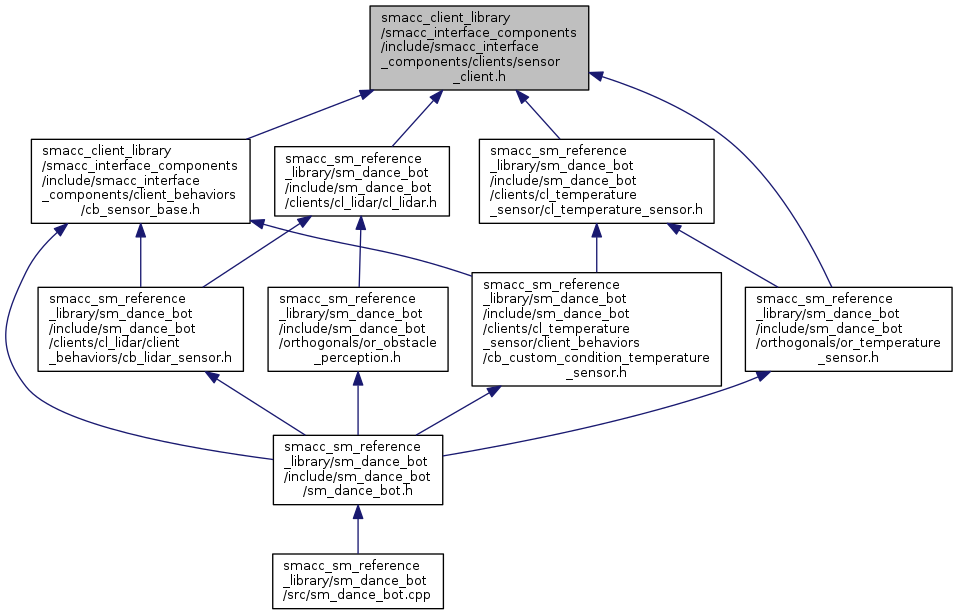 smacc_client_library
/smacc_interface_components
/include/smacc_interface
_components/clients/sensor
_client.h
smacc_client_library
/smacc_interface_components
/include/smacc_interface
_components/client_behaviors
/cb_sensor_base.h
smacc_sm_reference
_library/sm_dance_bot
/include/sm_dance_bot
/clients/cl_lidar/cl_lidar.h
smacc_sm_reference
_library/sm_dance_bot
/include/sm_dance_bot
/clients/cl_temperature
_sensor/cl_temperature_sensor.h
smacc_sm_reference
_library/sm_dance_bot
/include/sm_dance_bot
/clients/cl_lidar/client
_behaviors/cb_lidar_sensor.h
smacc_sm_reference
_library/sm_dance_bot
/include/sm_dance_bot
/orthogonals/or_obstacle
_perception.h
smacc_sm_reference
_library/sm_dance_bot
/include/sm_dance_bot
/clients/cl_temperature
_sensor/client_behaviors
/cb_custom_condition_temperature
_sensor.h
smacc_sm_reference
_library/sm_dance_bot
/include/sm_dance_bot
/orthogonals/or_temperature
_sensor.h
smacc_sm_reference
_library/sm_dance_bot
/include/sm_dance_bot
/sm_dance_bot.h
smacc_sm_reference
_library/sm_dance_bot
/src/sm_dance_bot.cpp